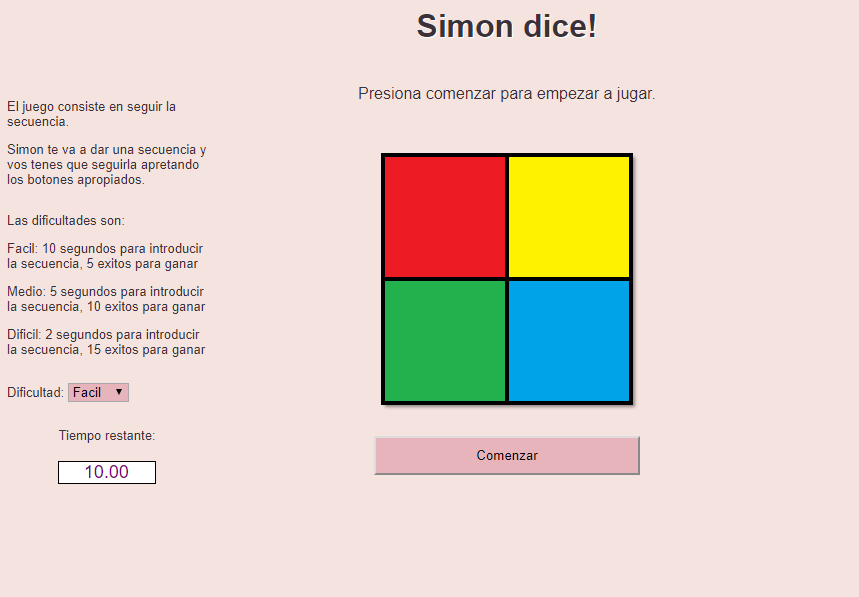 Simon dice!
Presiona comenzar para empezar a jugar.
El juego consiste en seguir la
secuencia.
Simon te va a dar una secuencia y
vos tenes que seguirla apretando
los botones apropiados.
Las dificultades son:
Facil: 10 segundos para introducir
la secuencia, 5 exitos para ganar
Medio: 5 segundos para introducir
la secuencia, 10 exitos para ganar
Dificil: 2 segundos para introducir
la secuencia, 15 exitos para ganar
Dificultad: Facil
Tiempo restante:
10.00
Comenzar